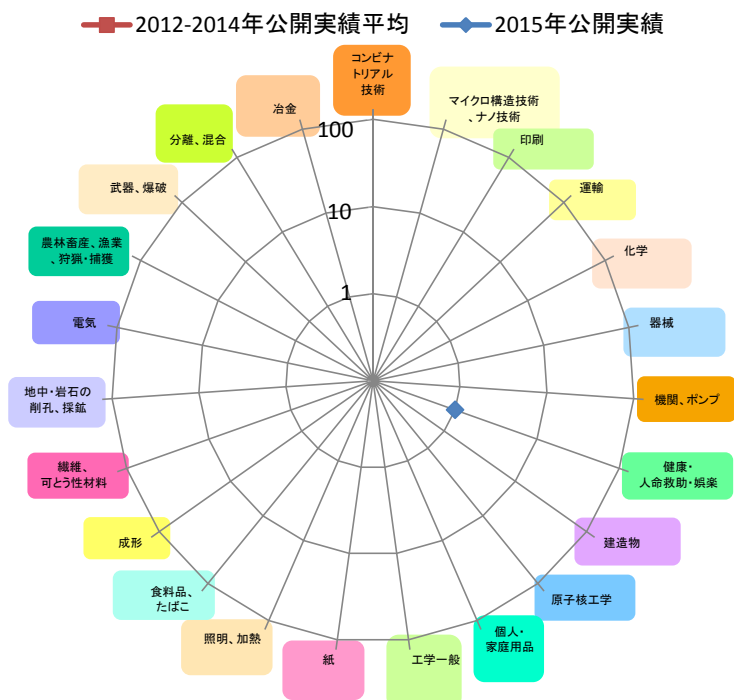 2012-2014年公開実績平均
2015年公開実績
コンビナ
トリアル
技術
マイクロ構造技術
、ナノ技術
印刷
運輸
化学
器械
機関、ポンプ
健康・
人命救助・娯楽
建造物
原子核工学
個人・
家庭用品
工学一般
紙
照明、加熱
食料品、
たばこ
成形
繊維、
可とう性材料
地中・岩石の
削孔、採鉱
電気
農林畜産、漁業
、狩猟・捕獲
武器、爆破
分離、混合
冶金
100
10
1